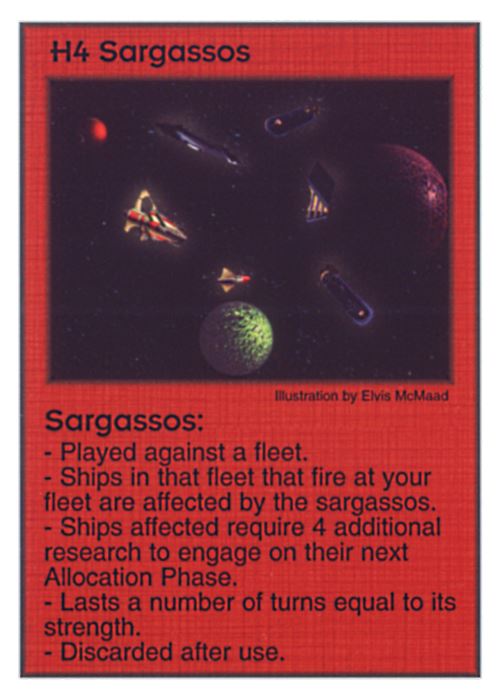 H4 Sargassos
Illustration by Elvis McMaad
Sargassos:
- Played against a fleet.
- Ships in that fleet that fire at your
fleet are affected by the sargassos.
- Ships affected require 4 additional
research to engage on their next
Allocation Phase.
- Lasts a number of turns equal to its
strength.
- Discarded after use.